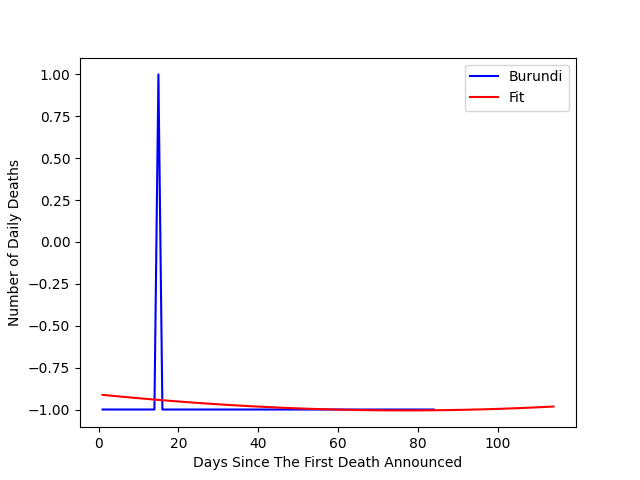 Burundi
Fit
1.00
0.75
0.50
0.25
0.00
−0.25
−0.50
−0.75
−1.00
Number of Daily Deaths
0 20 40 60 80 100
Days Since The First Death Announced